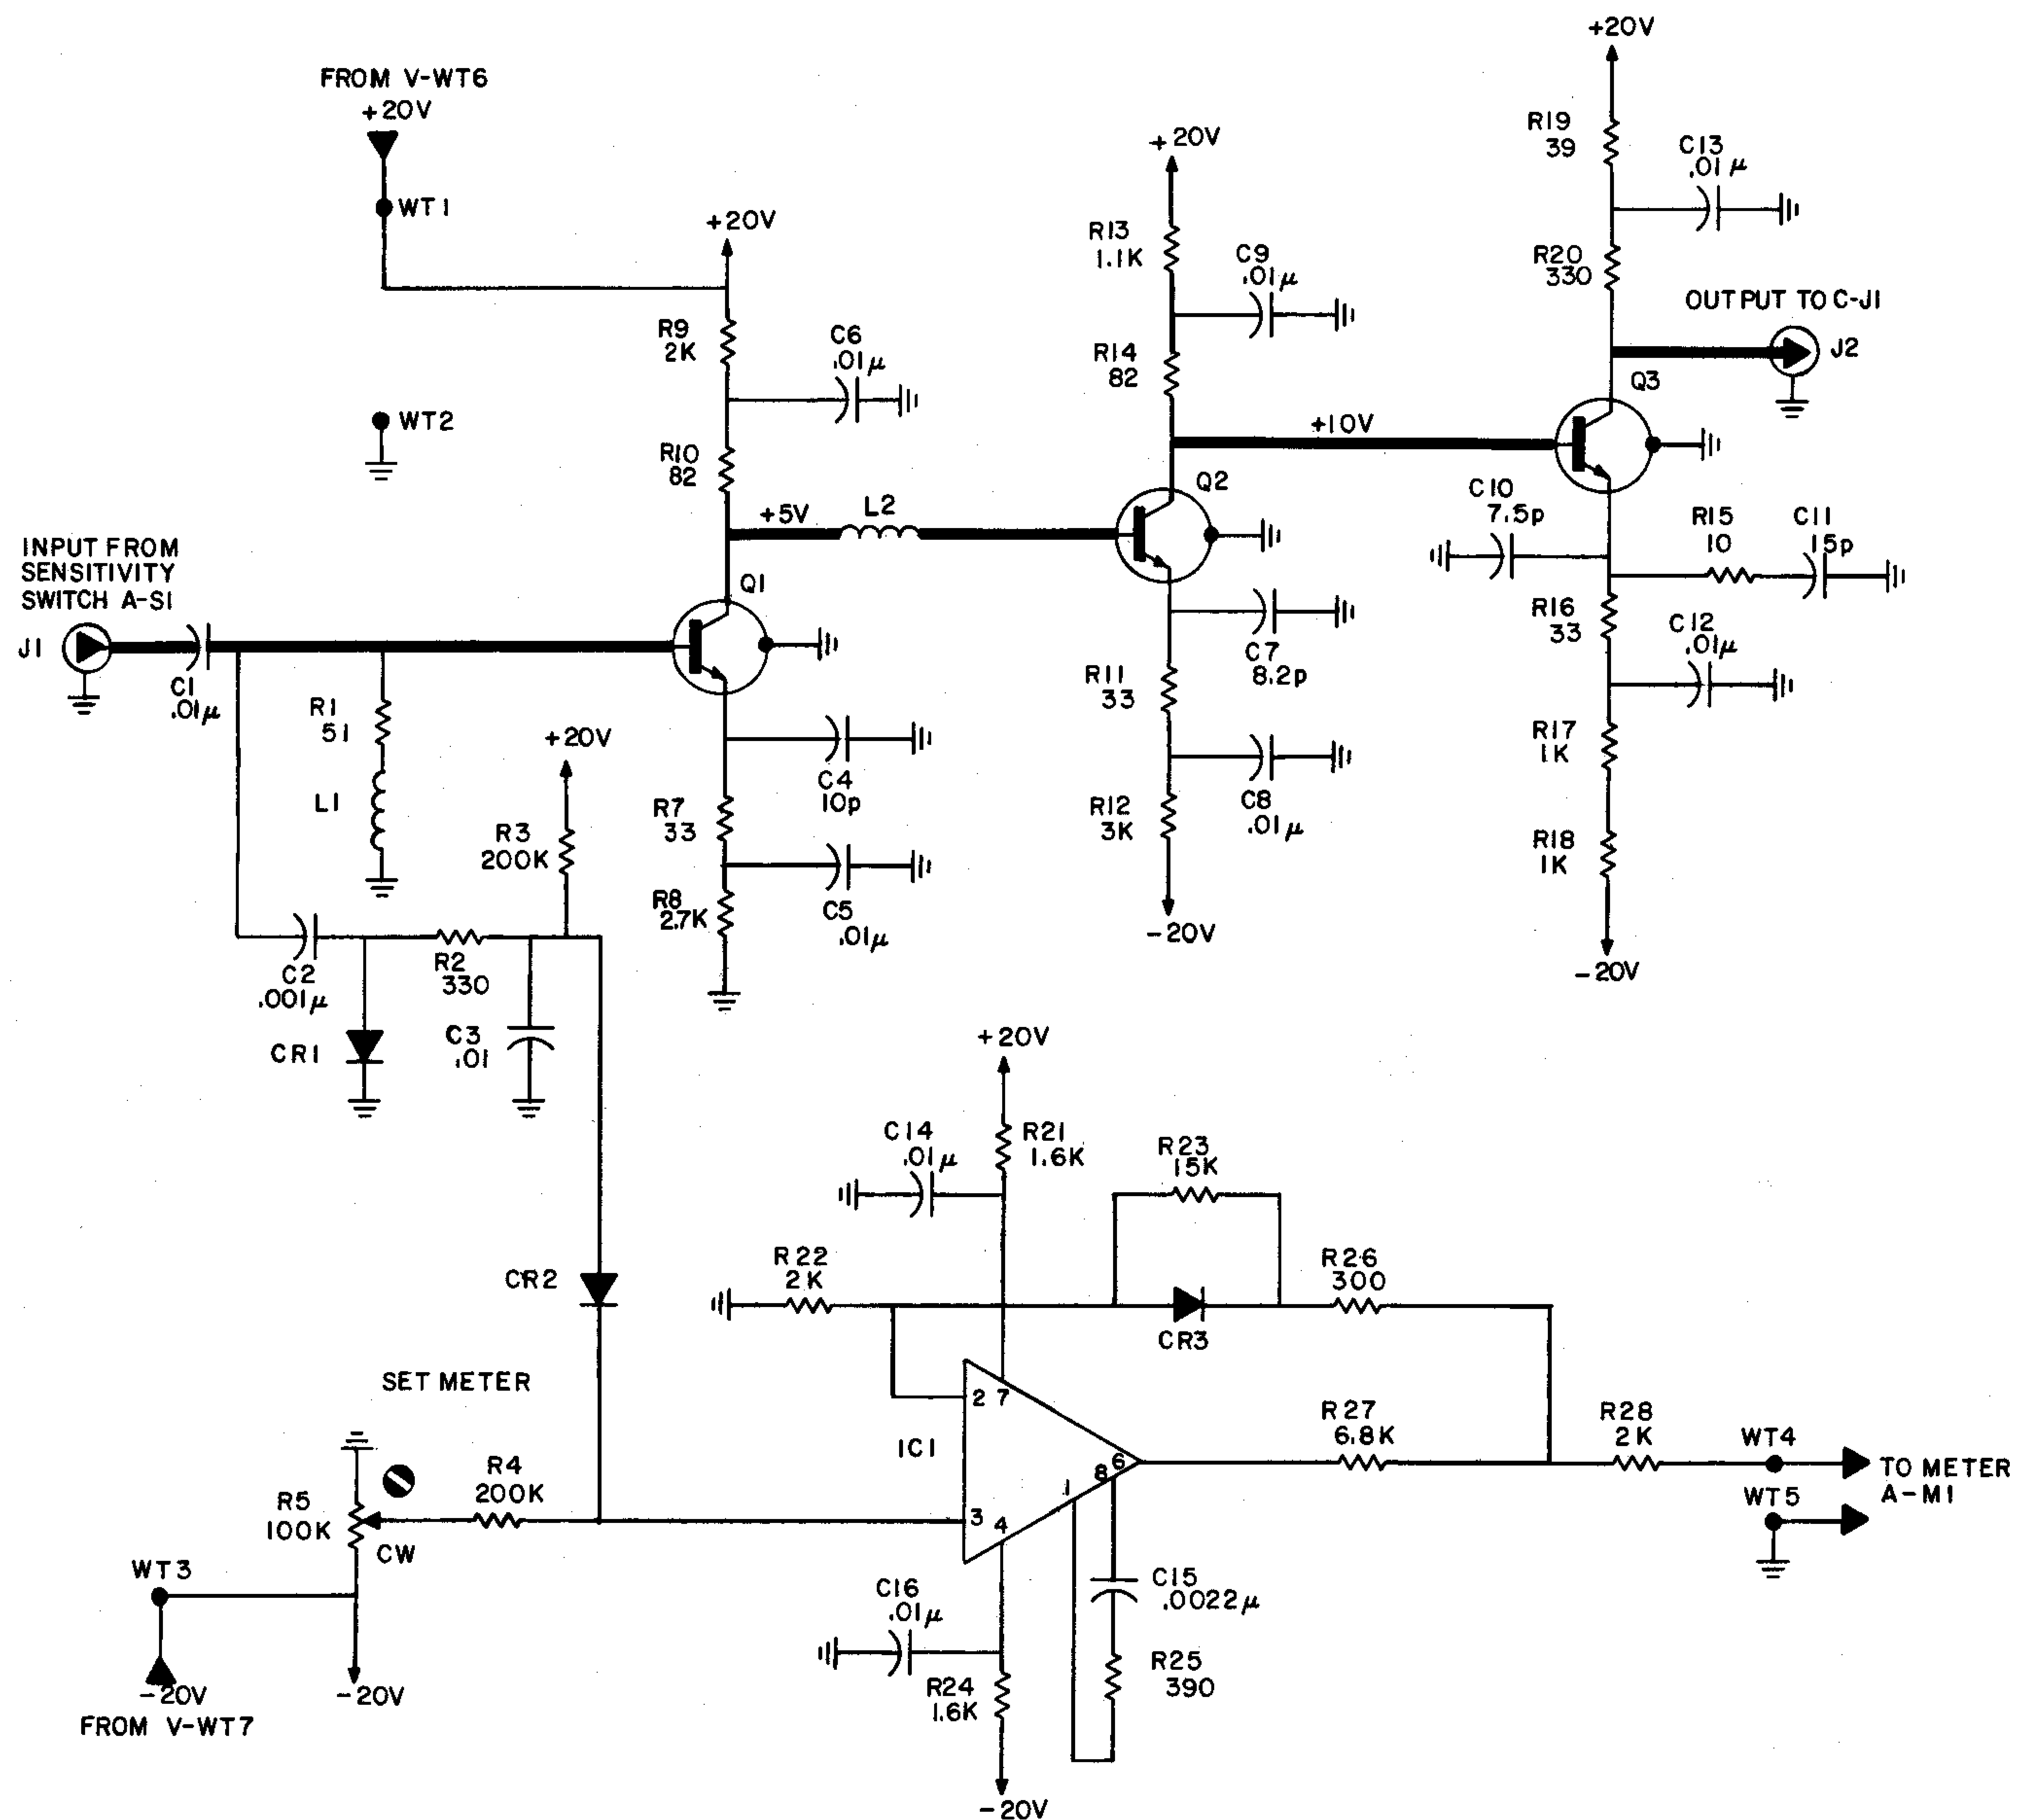 +20V
FROM V-WT6
+20V
R19
39
C13
.01μ
+20V
WT1
+20V
R13
1.1K
C9
.01μ
R20
330
OUTPUT TO C-J1
J2
R9
2K
C6
.01μ
R14
82
Q3
WT2
+10V
R10
82
Q2
C10
7.5p
R15
10
C11
15p
+5V
L2
INPUT FROM
SENSITIVITY
SWITCH A-S1
Q1
J1
C1
.01μ
R1
51
C7
8.2p
R11
33
R16
33
C12
.01μ
+20V
L1
C4
10p
R7
33
R12
3K
C8
.01μ
R17
1K
R3
200K
R8
2.7K
C5
.01μ
R18
1K
-20V
-20V
C2
.001μ
R2
330
CR1
C3
.01
+20V
C14
.01μ
R21
1.6K
R23
15K
CR2
R22
2K
R26
300
CR3
SET METER
2
7
IC1
R27
6.8K
R28
2K
WT4
TO METER
A-M1
WT5
6
8
1
3
4
R4
200K
R5
100K
CW
WT3
C16
.01μ
C15
.0022μ
R25
390
R24
1.6K
-20V
FROM V-WT7
-20V
-20V